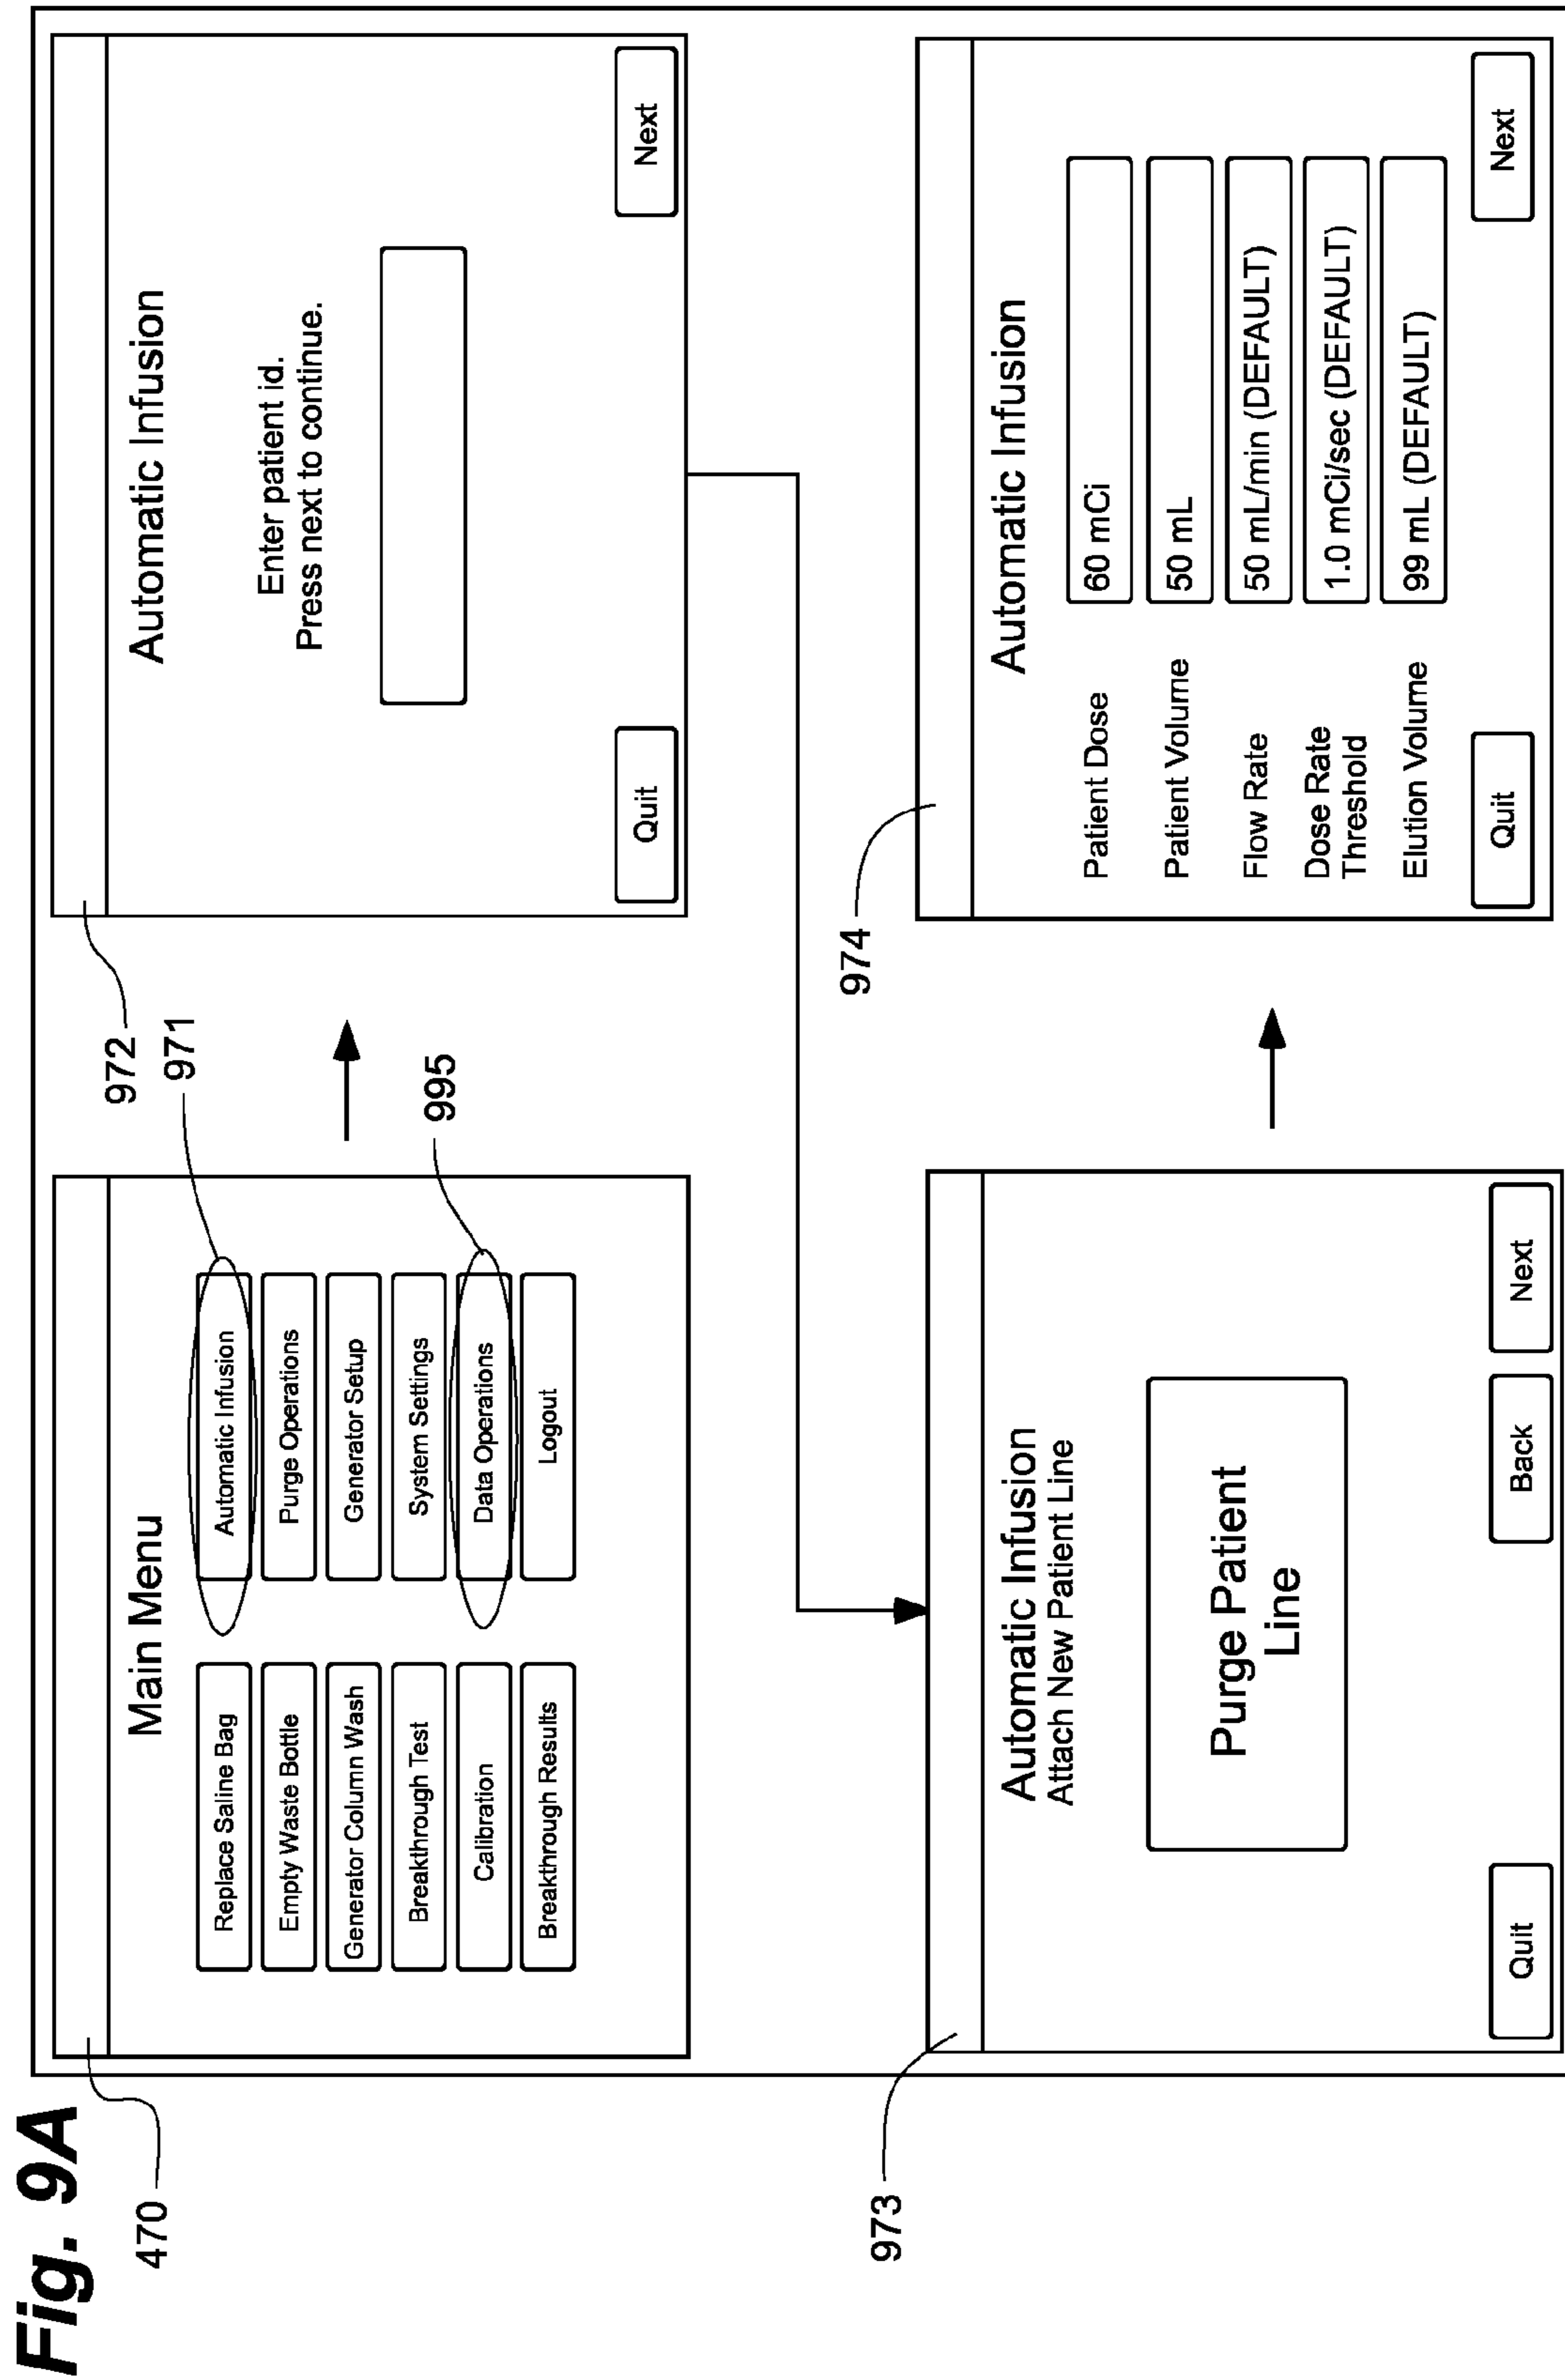 Fig. 9A
470
Main Menu
Replace Saline Bag
Empty Waste Bottle
Generator Column Wash
Breakthrough Test
Calibration
Breakthrough Results
Automatic Infusion
Purge Operations
Generator Setup
System Settings
Data Operations
Logout
971
995
972
Automatic Infusion
Enter patient id.
Press next to continue.
Quit
Next
973
Automatic Infusion
Attach New Patient Line
Purge Patient
Line
Quit
Back
Next
974
Automatic Infusion
Patient Dose
60 mCi
Patient Volume
50 mL
Flow Rate
50 mL/min (DEFAULT)
Dose Rate
Threshold
1.0 mCi/sec (DEFAULT)
Elution Volume
99 mL (DEFAULT)
Quit
Next